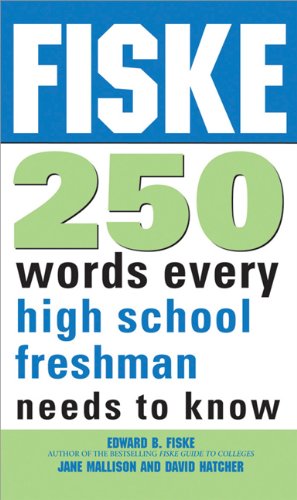 FISKE
250
words every
high school
freshman
needs to know
EDWARD B. FISKE
AUTHOR OF THE BESTSELLING FISKE GUIDE TO COLLEGES
JANE MALLISON AND DAVID HATCHER